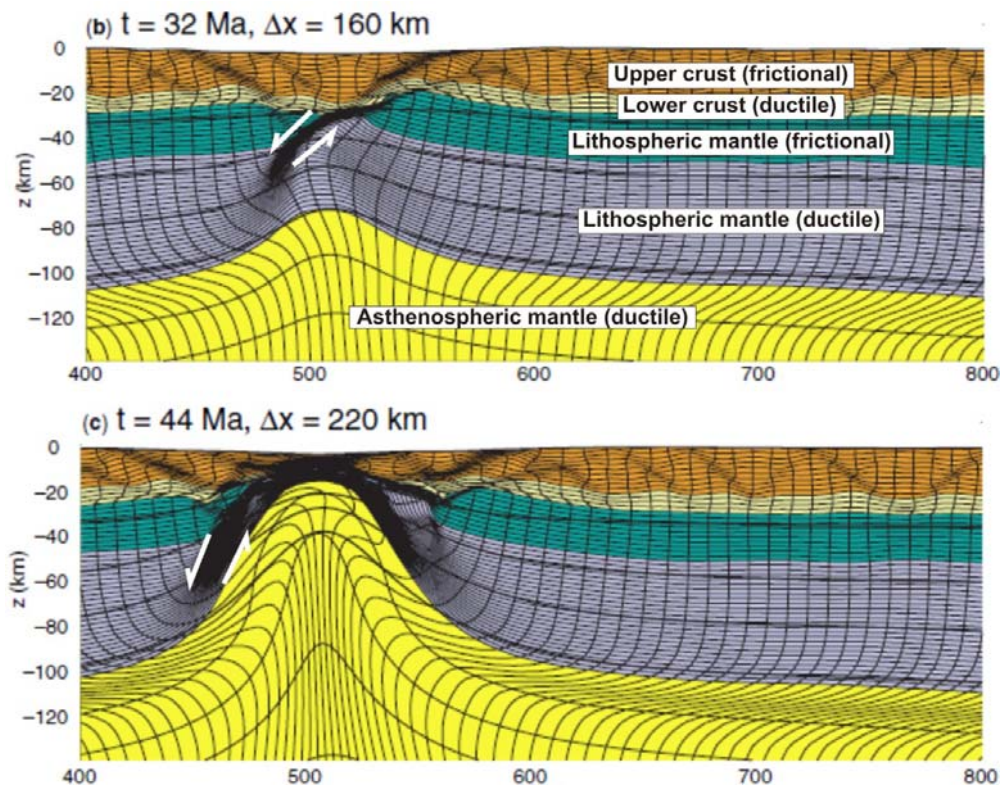 (b) t = 32 Ma, Δx = 160 km
0
−20
−40
−60
−80
−100
−120
z (km)
Upper crust (frictional)
Lower crust (ductile)
Lithospheric mantle (frictional)
Lithospheric mantle (ductile)
Asthenospheric mantle (ductile)
400 500 600 700 800
(c) t = 44 Ma, Δx = 220 km
0
−20
−40
−60
−80
−100
−120
z (km)
400 500 600 700 800